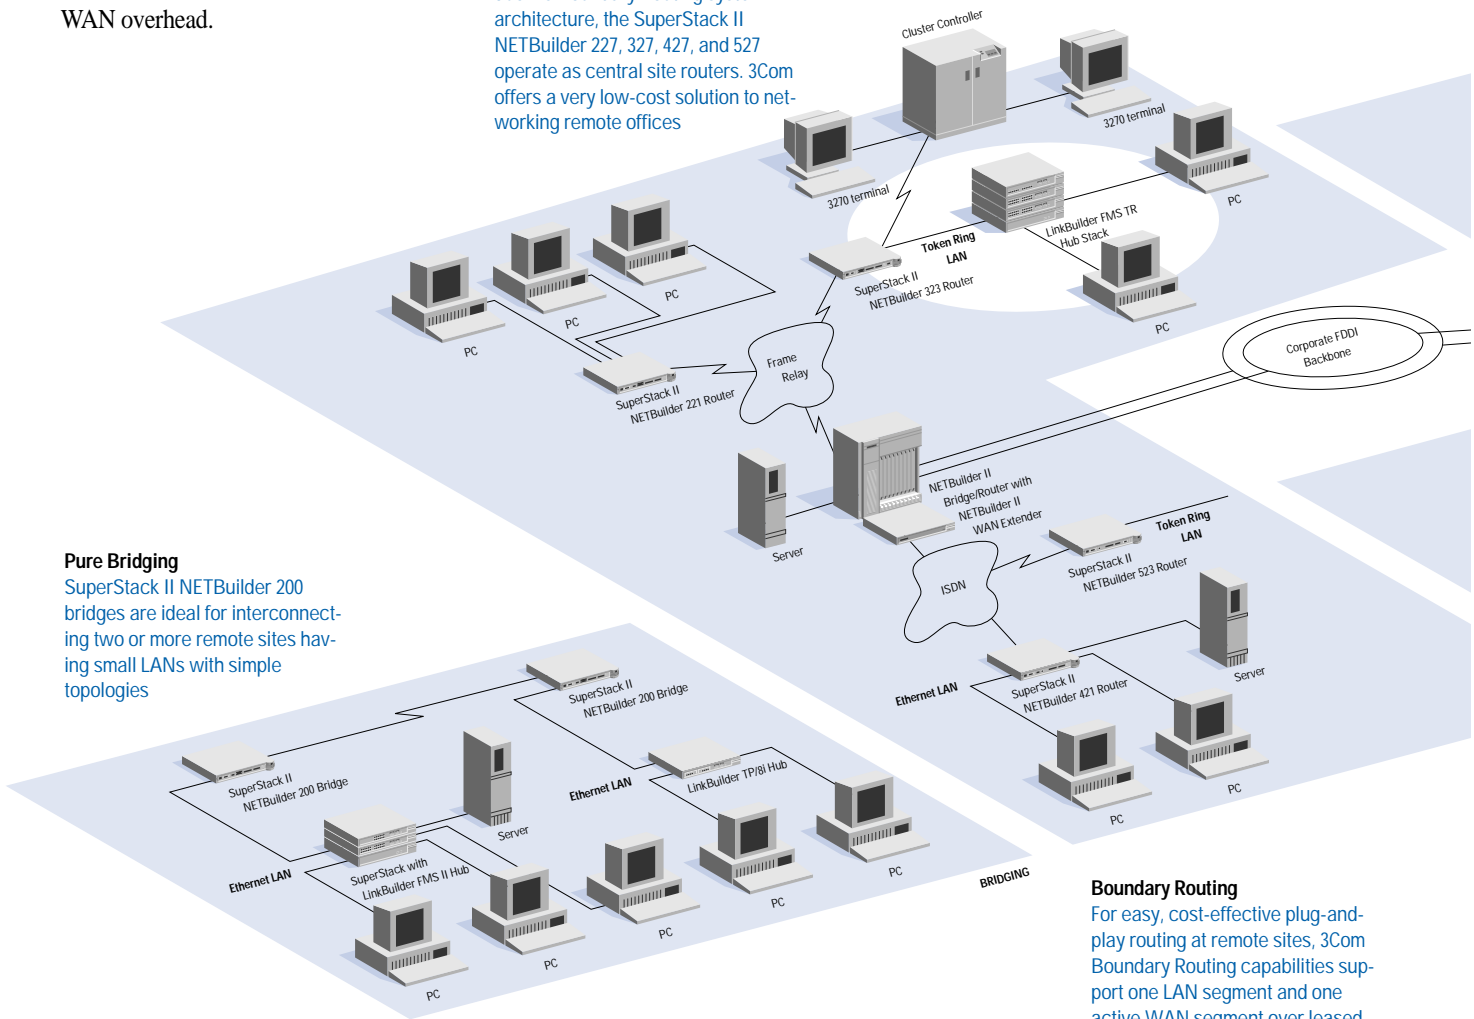 WAN overhead.
architecture, the SuperStack II
NETBuilder 227, 327, 427, and 527
operate as central site routers. 3Com
offers a very low-cost solution to net-
working remote offices
Cluster Controller
3270 terminal
3270 terminal
PC
LinkBuilder FMS TR
Hub Stack
Token Ring
LAN
SuperStack II
NETBuilder 323 Router
PC
PC
PC
PC
Corporate FDDI
Backbone
Frame
Relay
SuperStack II
NETBuilder 221 Router
NETBuilder II
Bridge/Router with
NETBuilder II
WAN Extender
Server
Token Ring
LAN
SuperStack II
NETBuilder 523 Router
ISDN
Pure Bridging
SuperStack II NETBuilder 200
bridges are ideal for interconnect-
ing two or more remote sites hav-
ing small LANs with simple
topologies
Ethernet LAN
SuperStack II
NETBuilder 421 Router
Server
PC
PC
SuperStack II
NETBuilder 200 Bridge
SuperStack II
NETBuilder 200 Bridge
Ethernet LAN
LinkBuilder TP/8i Hub
Server
Ethernet LAN
SuperStack with
LinkBuilder FMS II Hub
PC
PC
PC
PC
PC
BRIDGING
Boundary Routing
For easy, cost-effective plug-and-
play routing at remote sites, 3Com
Boundary Routing capabilities sup-
port one LAN segment and one
active WAN segment over leased